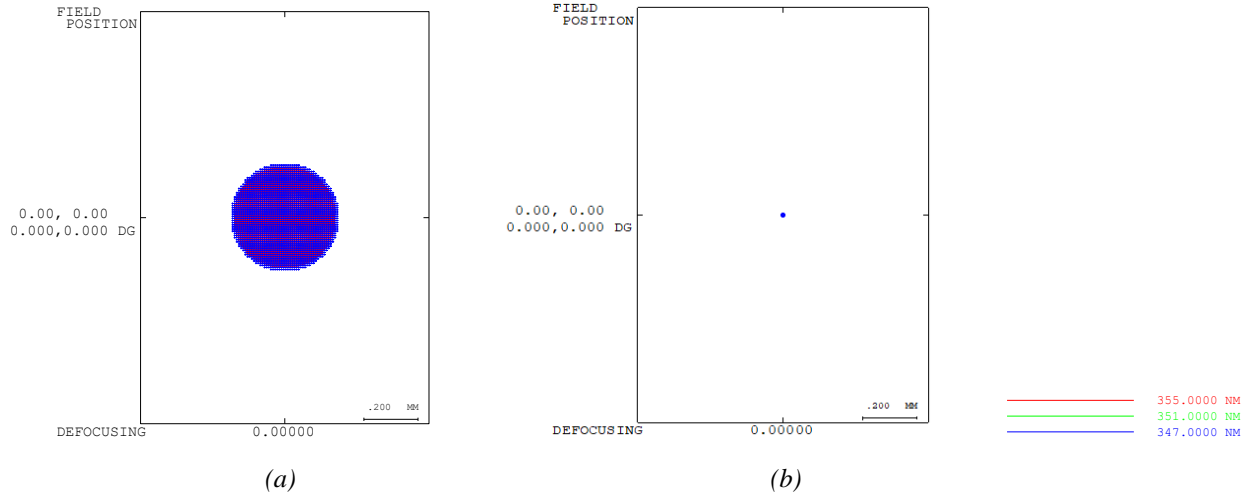 FIELD
POSITION
0.00, 0.00
0.000,0.000 DG
.200 MM
DEFOCUSING 0.00000
(a)
FIELD
POSITION
0.00, 0.00
0.000,0.000 DG
.200 MM
DEFOCUSING 0.00000
(b)
355.0000 NM
351.0000 NM
347.0000 NM